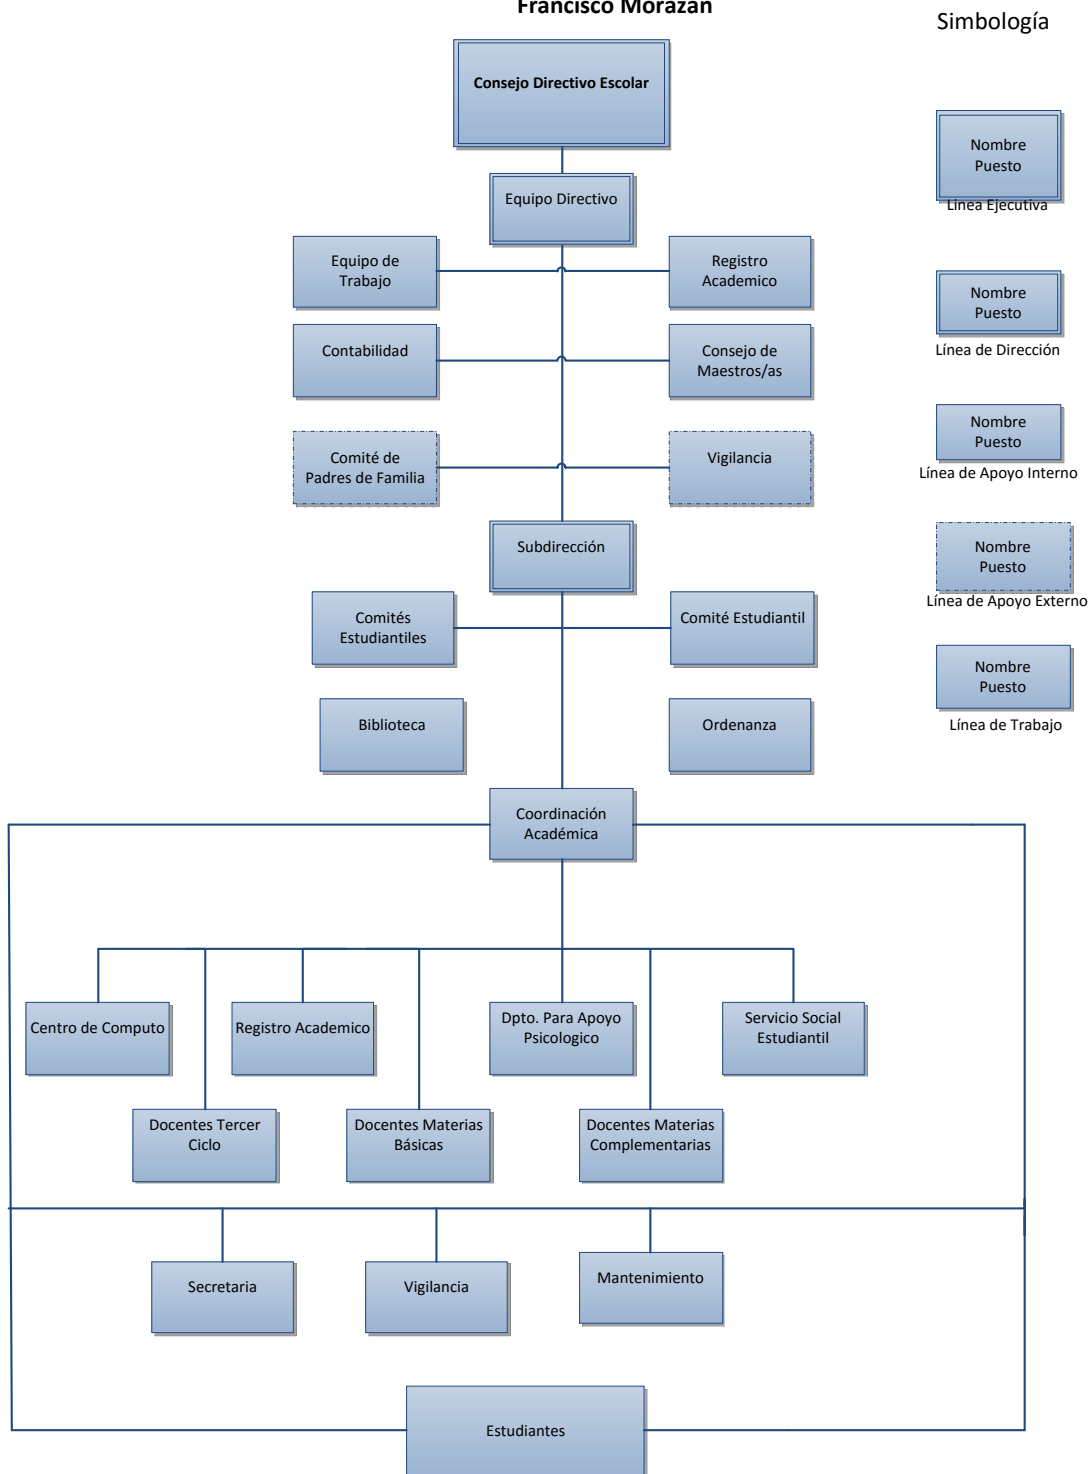 Francisco Morazán
Simbología
Consejo Directivo Escolar
Equipo Directivo
Equipo de
Trabajo
Registro
Academico
Contabilidad
Consejo de
Maestros/as
Comité de
Padres de Familia
Vigilancia
Subdirección
Comités
Estudiantiles
Comité Estudiantil
Biblioteca
Ordenanza
Coordinación
Académica
Centro de Computo
Registro Academico
Dpto. Para Apoyo
Psicologico
Servicio Social
Estudiantil
Docentes Tercer
Ciclo
Docentes Materias
Básicas
Docentes Materias
Complementarias
Secretaria
Vigilancia
Mantenimiento
Estudiantes
Nombre
Puesto
Linea Ejecutiva
Nombre
Puesto
Línea de Dirección
Nombre
Puesto
Línea de Apoyo Interno
Nombre
Puesto
Línea de Apoyo Externo
Nombre
Puesto
Línea de Trabajo